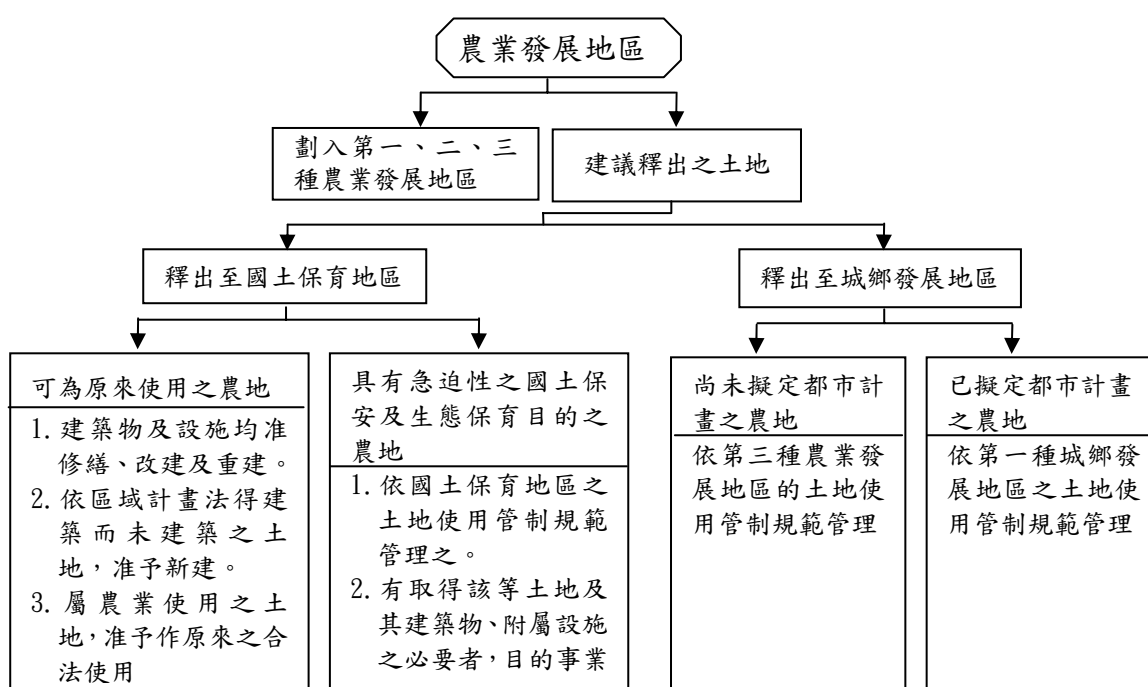 農業發展地區
劃入第一、二、三
種農業發展地區
建議釋出之土地
釋出至國土保育地區
釋出至城鄉發展地區
可為原來使用之農地
1. 建築物及設施均准
修繕、改建及重建。
2. 依區域計畫法得建
築而未建築之土
地，准予新建。
3. 屬農業使用之土
地，准予作原來之合
法使用
具有急迫性之國土保
安及生態保育目的之
農地
1. 依國土保育地區之
土地使用管制規範
管理之。
2. 有取得該等土地及
其建築物、附屬設施
之必要者，目的事業
尚未擬定都市計
畫之農地
依第三種農業發
展地區的土地使
用管制規範管理
已擬定都市計畫
之農地
依第一種城鄉發
展地區之土地使
用管制規範管理